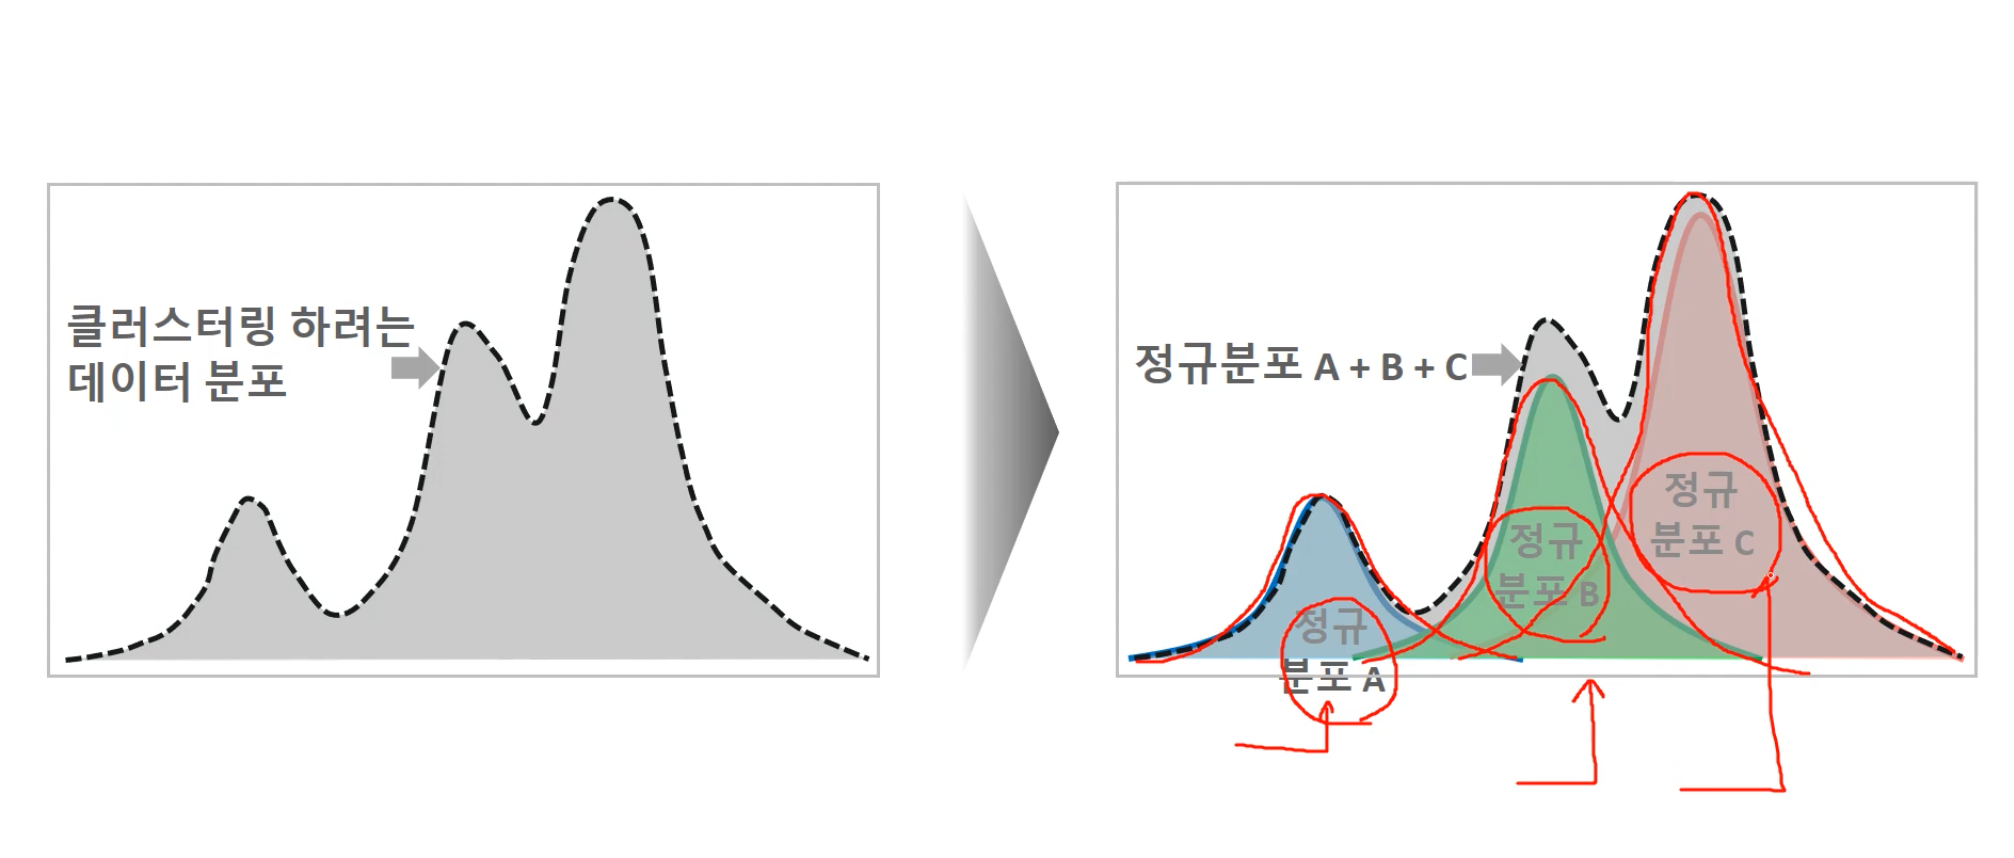 클러스터링 하려는
데이터 분포
정규분포 A + B + C
정규
분포 A
정규
분포 B
정규
분포 C